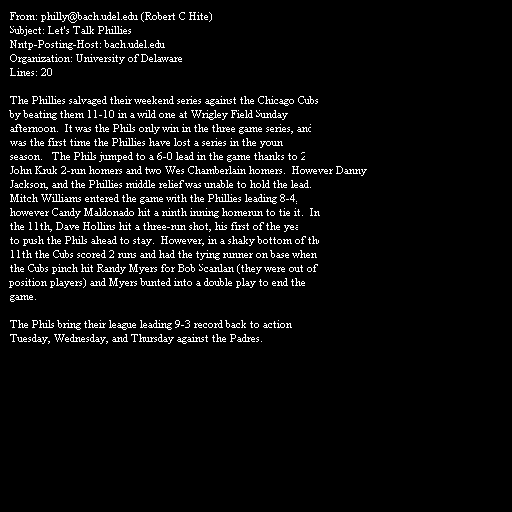 From: philly@bach.udel.edu (Robert C Hite)
Subject: Let's Talk Phillies
Nntp-Posting-Host: bach.udel.edu
Organization: University of Delaware
Lines: 20

The Phillies salvaged their weekend series against the Chicago Cubs
by beating them 11-10 in a wild one at Wrigley Field Sunday
afternoon.  It was the Phils only win in the three game series, and
was the first time the Phillies have lost a series in the youn
season.   The Phils jumped to a 6-0 lead in the game thanks to 2
John Kruk 2-run homers and two Wes Chamberlain homers.  However Danny
Jackson, and the Phillies middle relief was unable to hold the lead.
Mitch Williams entered the game with the Phillies leading 8-4,
however Candy Maldonado hit a ninth inning homerun to tie it.  In
the 11th, Dave Hollins hit a three-run shot, his first of the yea
to push the Phils ahead to stay.  However, in a shaky bottom of the
11th the Cubs scored 2 runs and had the tying runner on base when
the Cubs pinch hit Randy Myers for Bob Scanlan (they were out of
position players) and Myers bunted into a double play to end the
game.

The Phils bring their league leading 9-3 record back to action
Tuesday, Wednesday, and Thursday against the Padres.